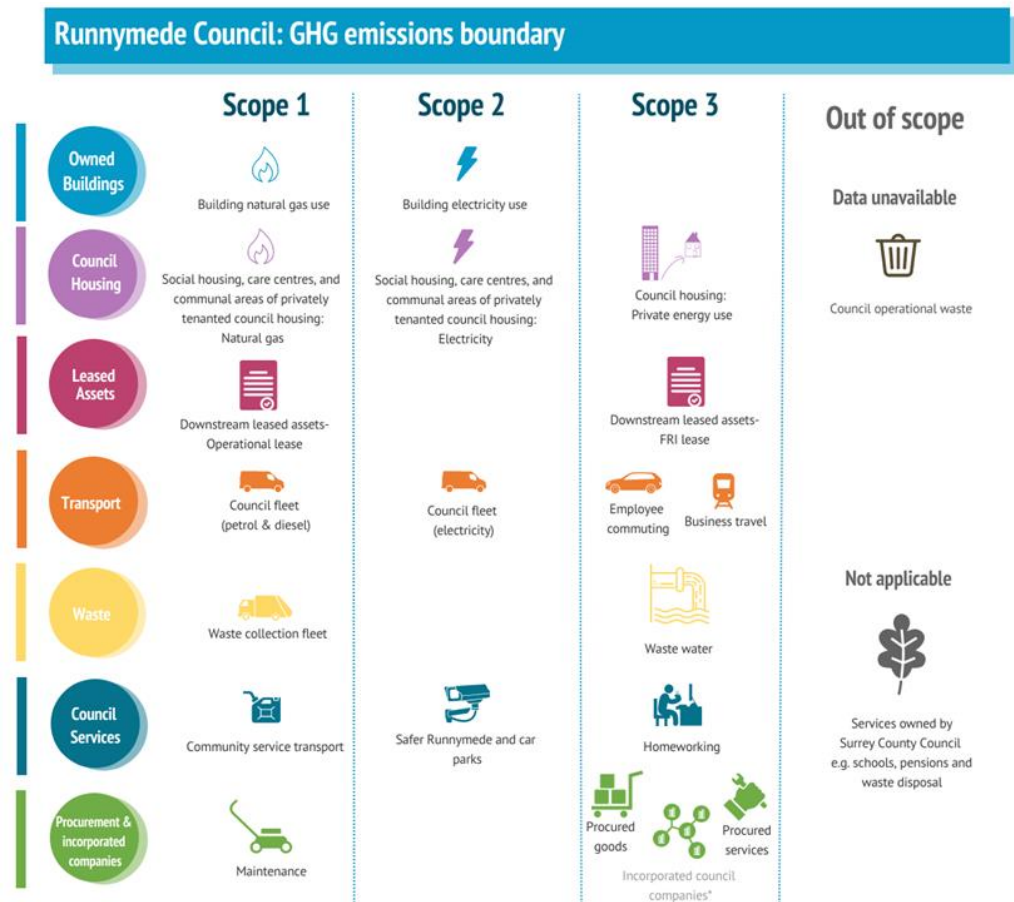 Runnymede Council: GHG emissions boundary
Scope 1
Scope 2
Scope 3
Out of scope
Owned
Buildings
Building natural gas use
Building electricity use
Data unavailable
Council operational waste
Council
Housing
Social housing, care centres, and
communal areas of privately
tenanted council housing:
Natural gas
Social housing, care centres, and
communal areas of privately
tenanted council housing:
Electricity
Council housing:
Private energy use
Leased
Assets
Downstream leased assets-
Operational lease
Downstream leased assets-
FRI lease
Transport
Council fleet
(petrol & diesel)
Council fleet
(electricity)
Employee
commuting
Business travel
Waste
Waste collection fleet
Waste water
Not applicable
Services owned by
Surrey County Council
e.g. schools, pensions and
waste disposal
Council
Services
Community service transport
Safer Runnymede and car
parks
Homeworking
Procurement &
incorporated
companies
Maintenance
Procured
goods
Procured
services
Incorporated council
companies*